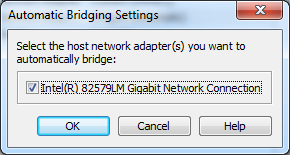 Automatic Bridging Settings
Select the host network adapter(s) you want to
automatically bridge:
Intel(R) 82579LM Gigabit Network Connection
OK
Cancel
Help